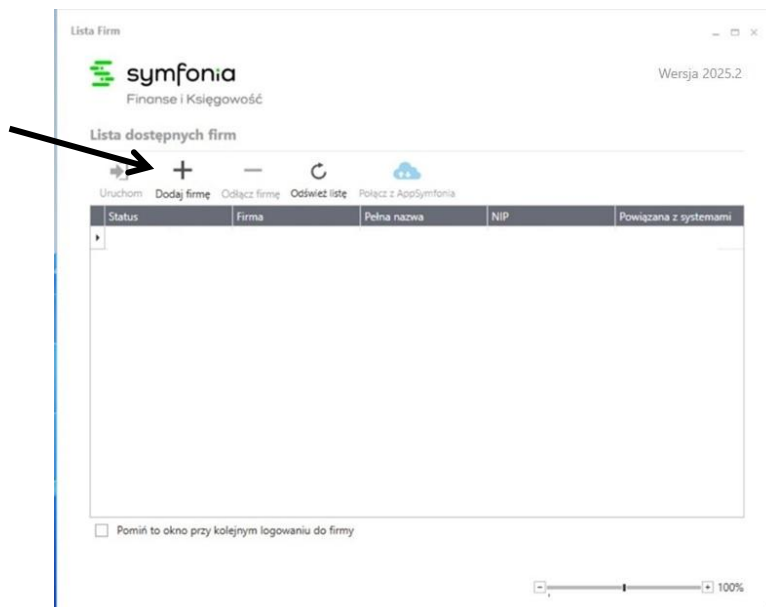 Lista Firm
symfonia
Wersja 2025.2
Finanse i Księgowość
Lista dostępnych firm
Uruchom Dodaj firmę Odłącz firmę Odśwież listę Połącz z AppSymfonia
Status Firma Pełna nazwa NIP Powiązana z systemami
Pomiń to okno przy kolejnym logowaniu do firmy
100%